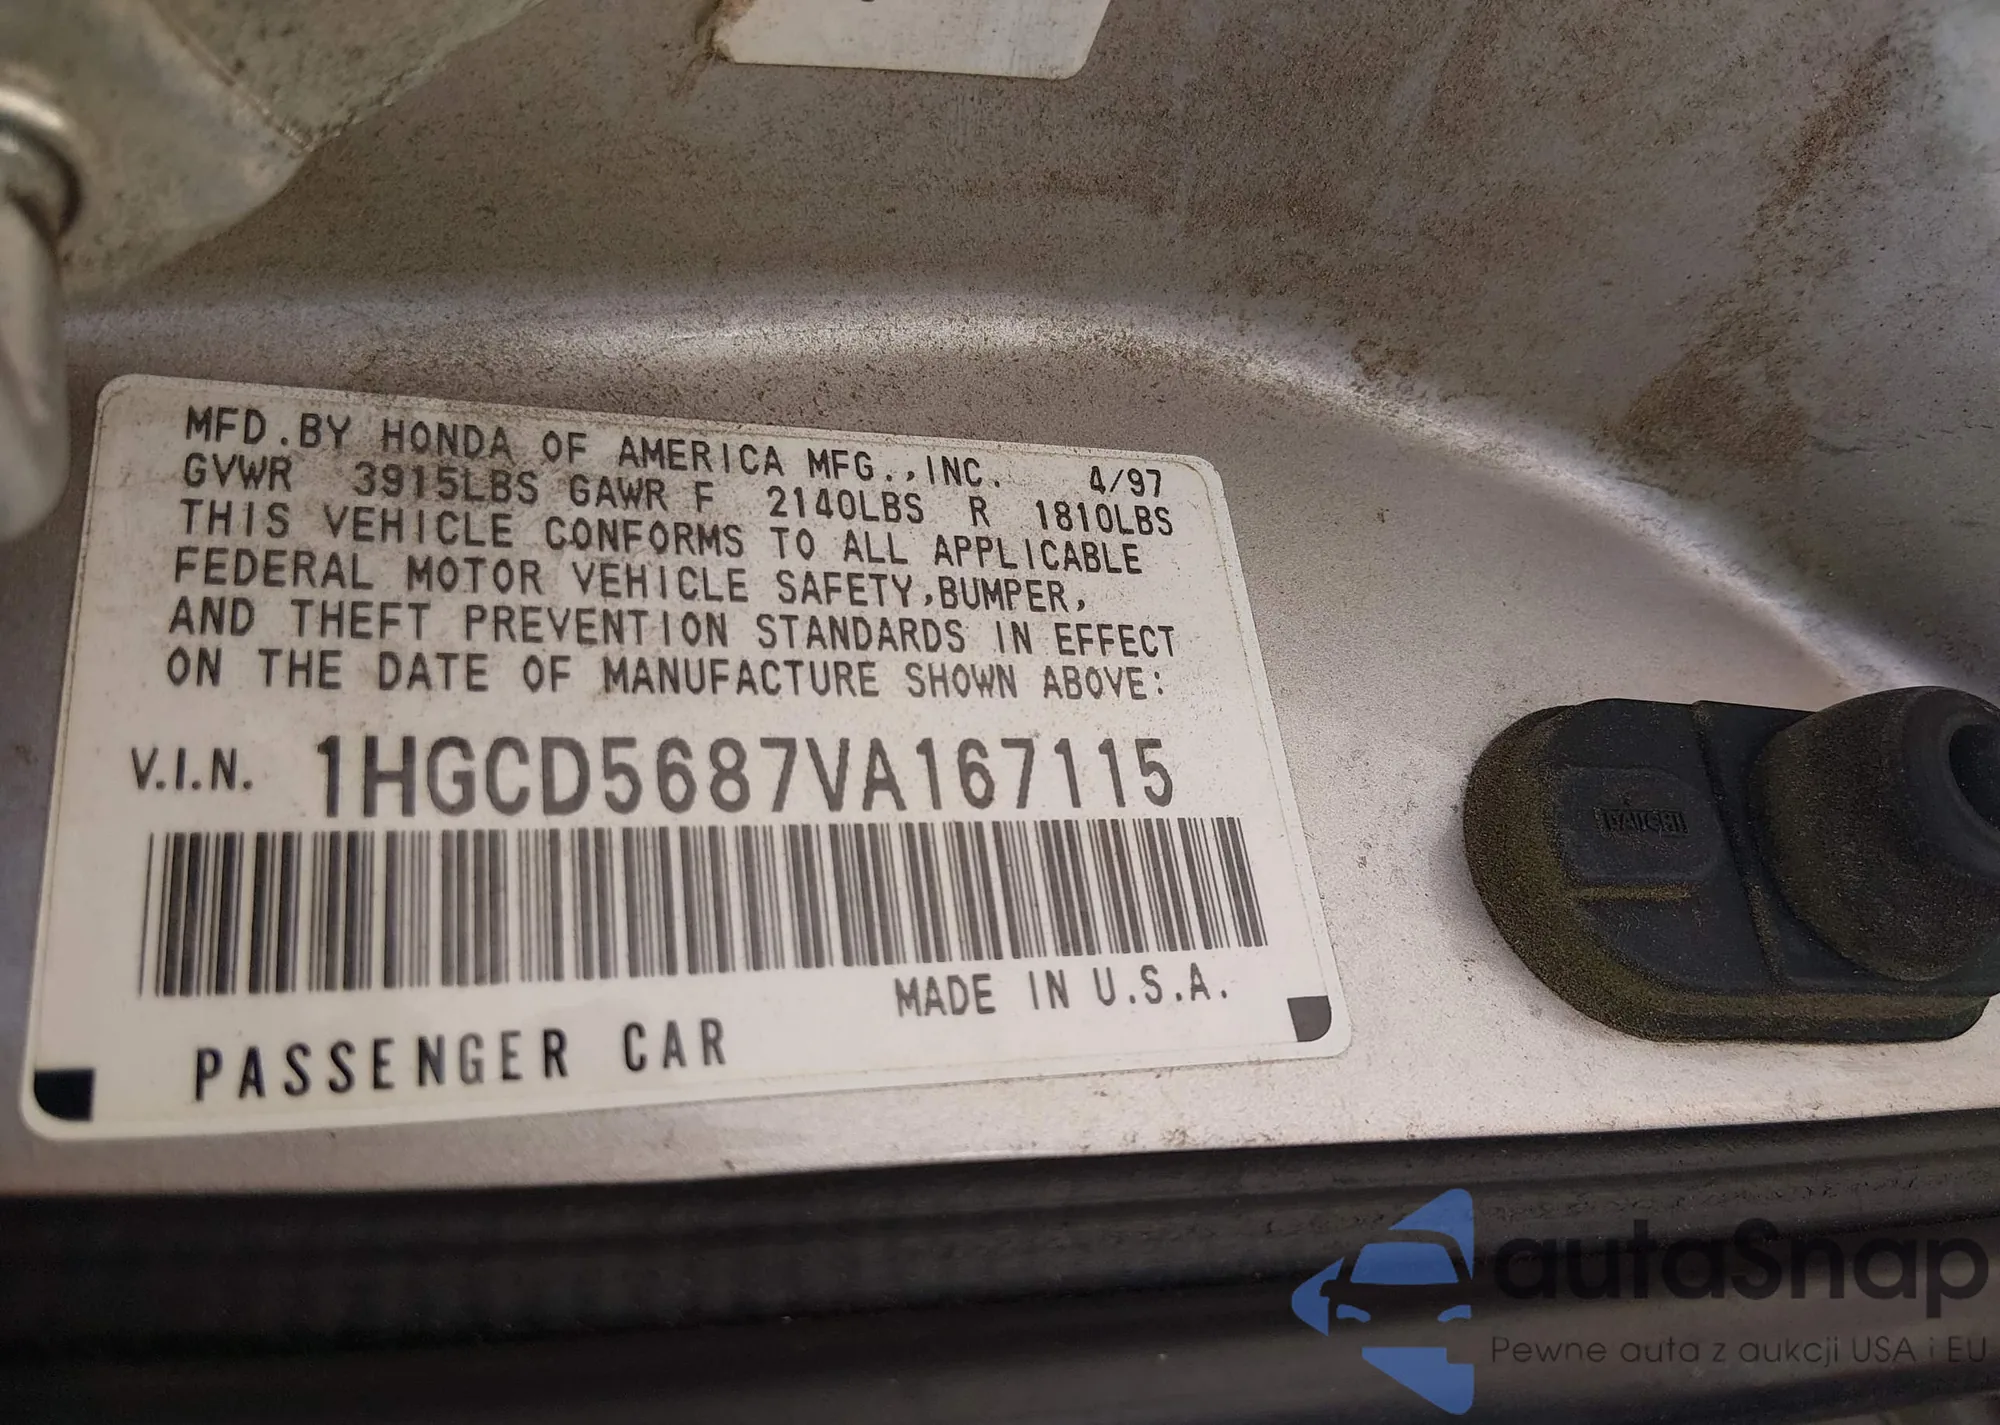 MFD.BY HONDA OF AMERICA MFG.,INC. 4/97
GVWR 3915LBS GAWR F 2140LBS R 1810LBS
THIS VEHICLE CONFORMS TO ALL APPLICABLE
FEDERAL MOTOR VEHICLE SAFETY,BUMPER,
AND THEFT PREVENTION STANDARDS IN EFFECT
ON THE DATE OF MANUFACTURE SHOWN ABOVE:
V.I.N. 1HGCD5687VA167115
MADE IN U.S.A.
PASSENGER CAR
DAIICHI
autaSnap
Pewne auta z aukcji USA i EU